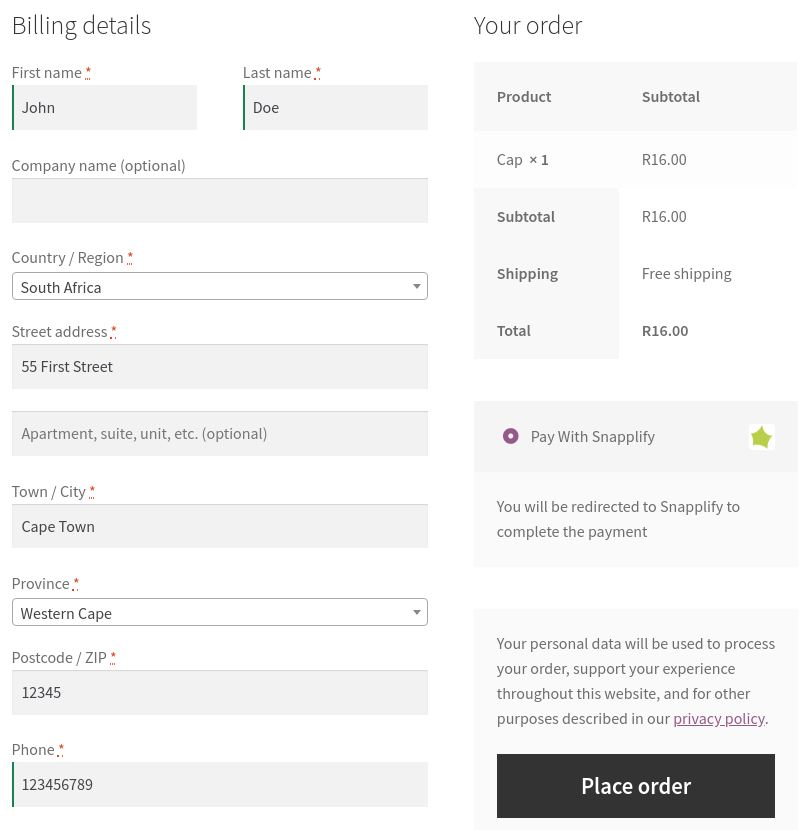 Billing details
First name *
Last name *
John
Doe
Company name (optional)
Country / Region *
South Africa
Street address *
55 First Street
Apartment, suite, unit, etc. (optional)
Town / City *
Cape Town
Province *
Western Cape
Postcode / ZIP *
12345
Phone *
123456789
Your order
Product Subtotal
Cap × 1 R16.00
Subtotal R16.00
Shipping Free shipping
Total R16.00
Pay With Snapplify
You will be redirected to Snapplify to
complete the payment
Your personal data will be used to process
your order, support your experience
throughout this website, and for other
purposes described in our privacy policy.
Place order